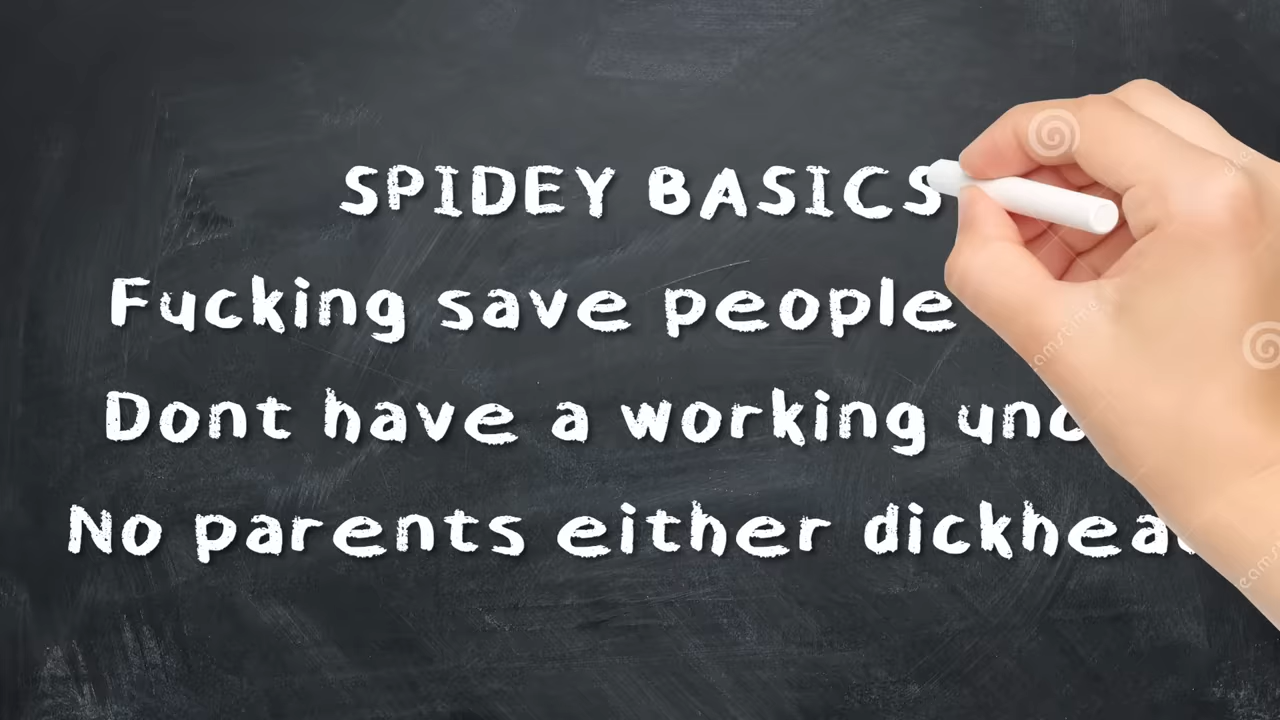 SPIDEY BASICS
Fucking save people
Dont have a working
No parents either